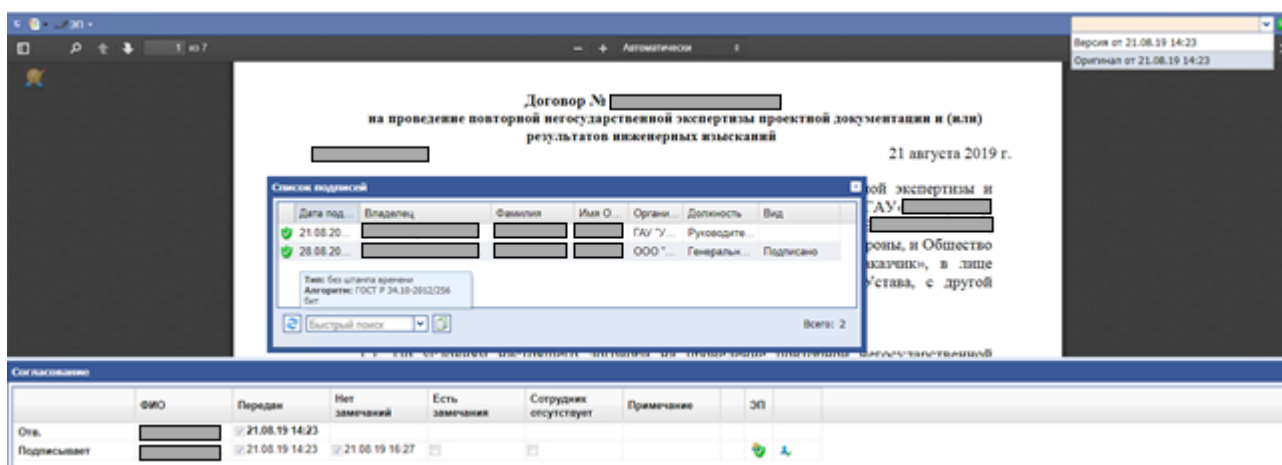 ЭП
1 из 7
Автоматически
Версия от 21.08.19 14:23
Оригинал от 21.08.19 14:23
Договор №
на проведение повторной негосударственной экспертизы проектной документации и (или)
результатов инженерных изысканий
21 августа 2019 г.
Список подписей
Дата под... Владелец Фамилия Имя О... Органи... Должность Вид
21.08.20... ГАУ "У... Руководите...
28.08.20... ООО "... Генеральн... Подписано
Тип: без штампа времени
Алгоритм: ГОСТ Р 34.10-2012/256
бит
Быстрый поиск
Всего: 2
ой экспертизы и
ГАУ«
роны, и Общество
аказчик», в лице
Устава, с другой
Согласование
ФИО Передан Нет замечаний Есть замечания Сотрудник отсутствует Примечание ЭП
Отв. 21.08.19 14:23
Подписывает 21.08.19 14:23 21.08.19 16:27